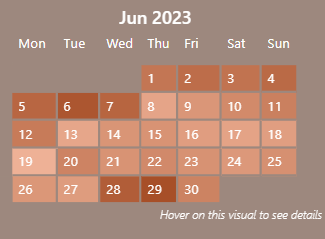 Jun 2023
Mon Tue Wed Thu Fri Sat Sun
1 2 3 4
5 6 7 8 9 10 11
12 13 14 15 16 17 18
19 20 21 22 23 24 25
26 27 28 29 30
Hover on this visual to see details